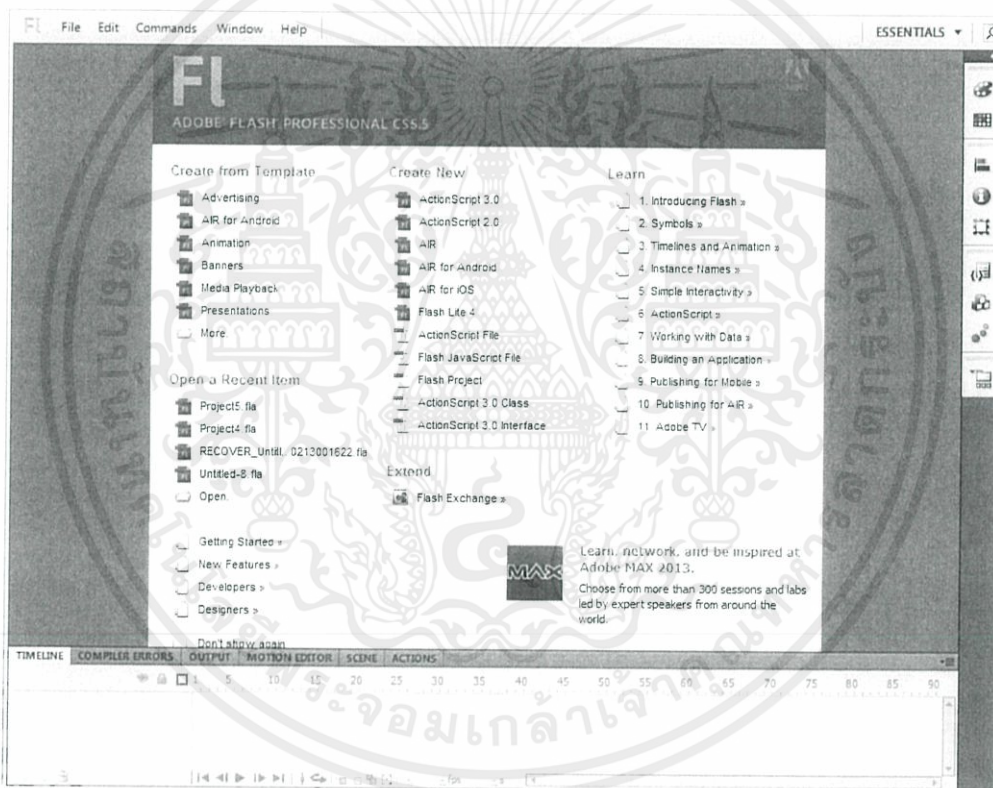 Fl File Edit Commands Window Help ESSENTIALS
Fl
ADOBE FLASH PROFESSIONAL CS5.5
Create from Template
Advertising
AIR for Android
Animation
Banners
Media Playback
Presentations
More
Open a Recent Item
Project5.fla
Project4.fla
RECOVER_Untitl...0213001622.fla
Untitled-8.fla
Open
Getting Started »
New Features »
Developers »
Designers »
Don't show again
Create New
ActionScript 3.0
ActionScript 2.0
AIR
AIR for Android
AIR for iOS
Flash Lite 4
ActionScript File
Flash JavaScript File
Flash Project
ActionScript 3.0 Class
ActionScript 3.0 Interface
Extend
Flash Exchange »
Learn
1. Introducing Flash »
2. Symbols »
3. Timelines and Animation »
4. Instance Names »
5. Simple Interactivity »
6. ActionScript »
7. Working with Data »
8. Building an Application »
9. Publishing for Mobile »
10. Publishing for AIR »
11. Adobe TV »
MAX
Learn, network, and be inspired at
Adobe MAX 2013.
Choose from more than 300 sessions and labs
led by expert speakers from around the
world.
TIMELINE COMPILER ERRORS OUTPUT MOTION EDITOR SCENE ACTIONS
1 5 10 15 20 25 30 35 40 45 50 55 60 65 70 75 80 85 90
fps